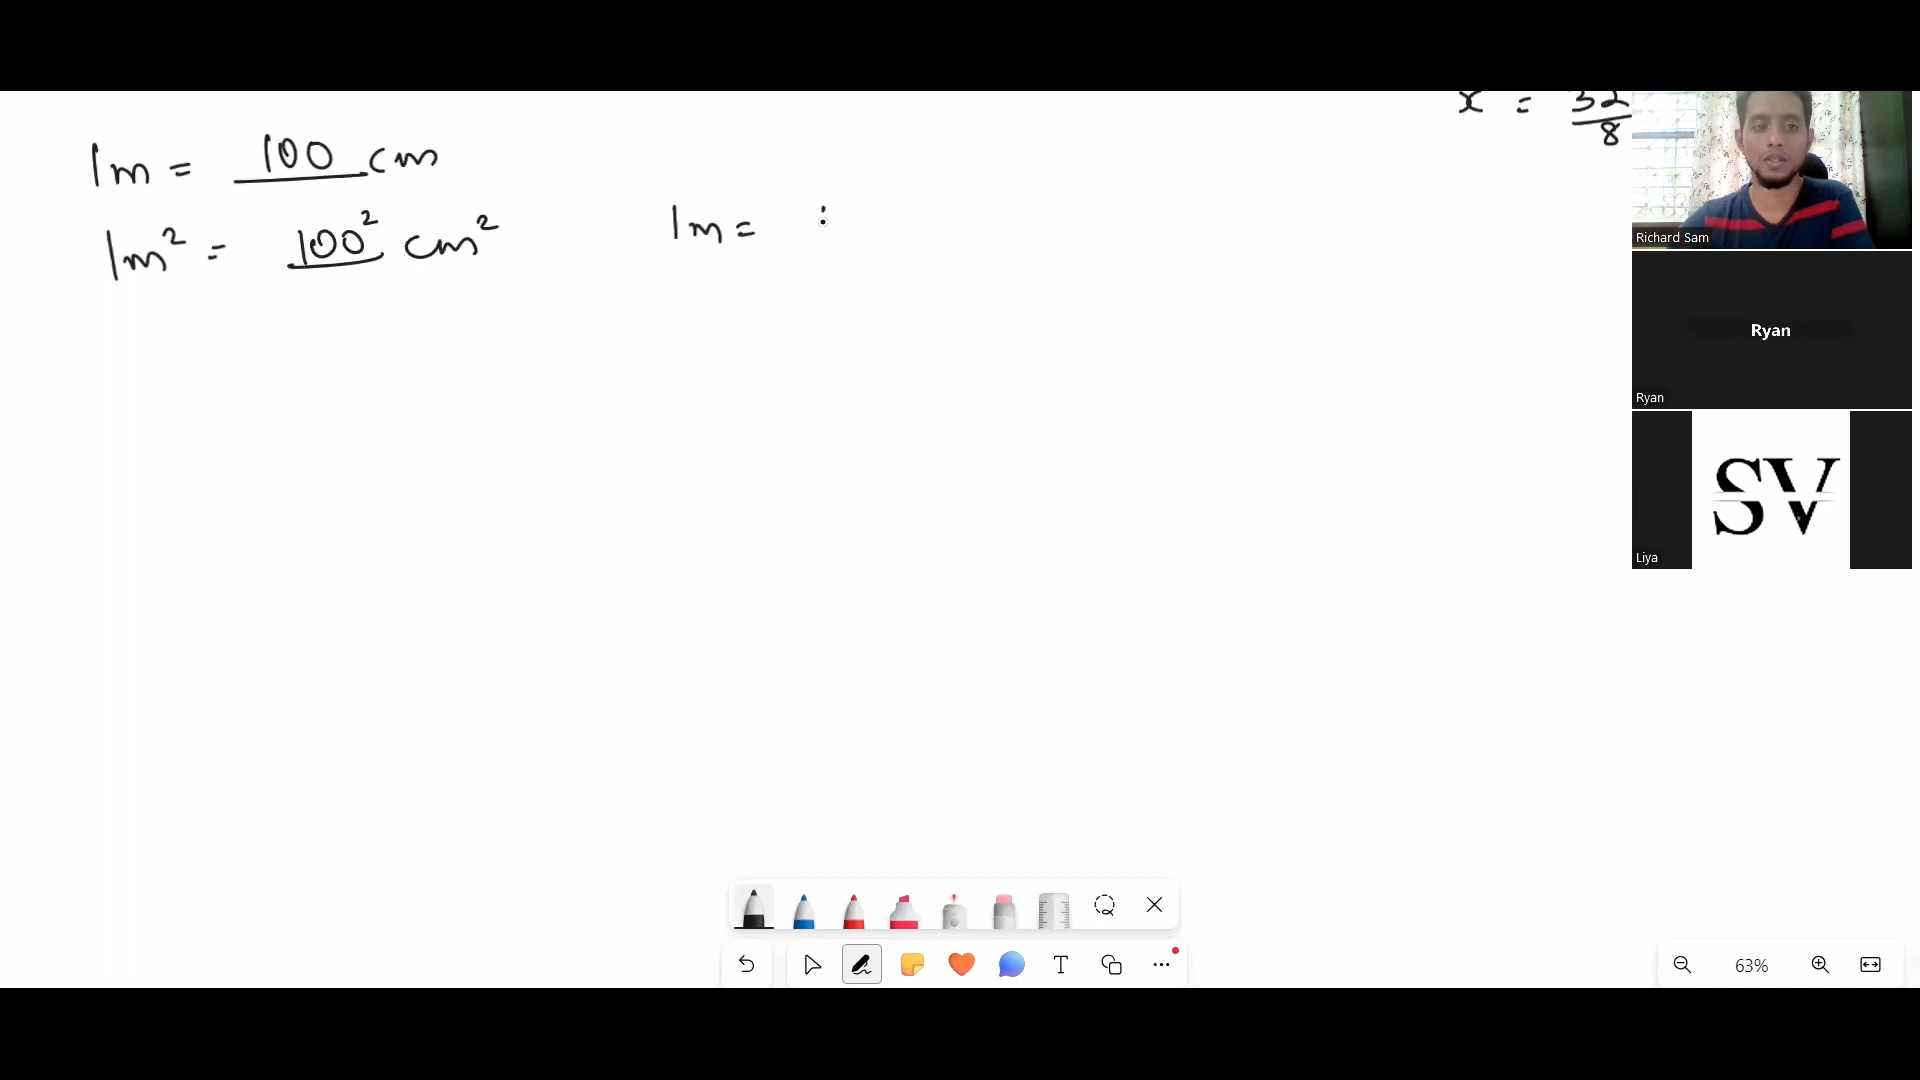 1m = 100 cm
1m² = 100² cm²
1m =
x = 32/8
Richard Sam
Ryan
Ryan
SV
Liya
T
63%